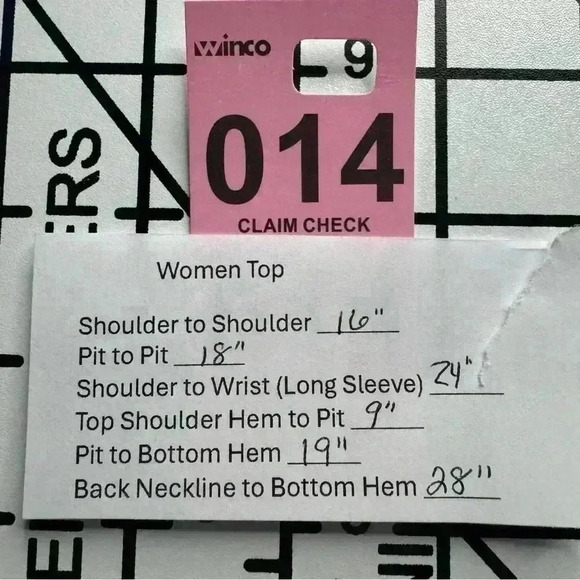 winco
9
014
CLAIM CHECK
ERS
Women Top
Shoulder to Shoulder 16"
Pit to Pit 18"
Shoulder to Wrist (Long Sleeve) 24"
Top Shoulder Hem to Pit 9"
Pit to Bottom Hem 19"
Back Neckline to Bottom Hem 28"